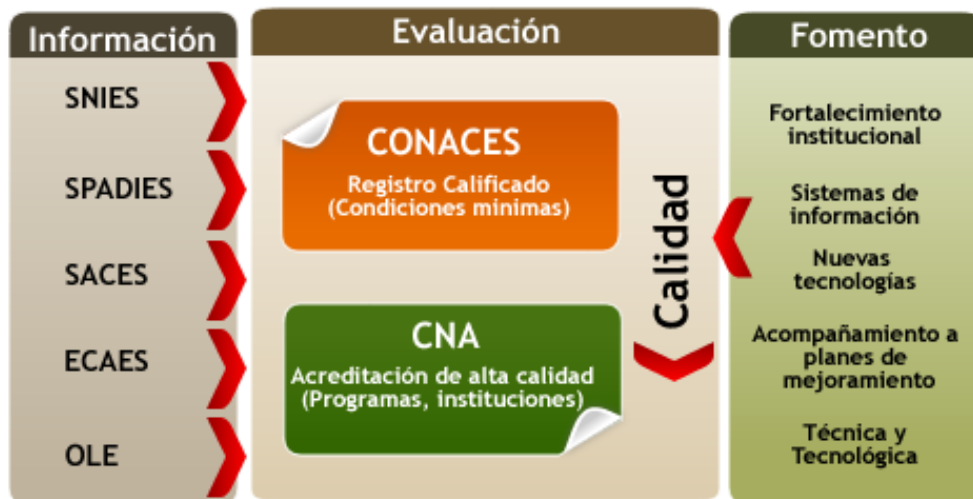 Información
SNIES
SPADIES
SACES
ECAES
OLE
Evaluación
CONACES
Registro Calificado
(Condiciones minimas)
CNA
Acreditación de alta calidad
(Programas, instituciones)
Calidad
Fomento
Fortalecimiento
institucional
Sistemas de
información
Nuevas
tecnologías
Acompañamiento a
planes de
mejoramiento
Técnica y
Tecnológica